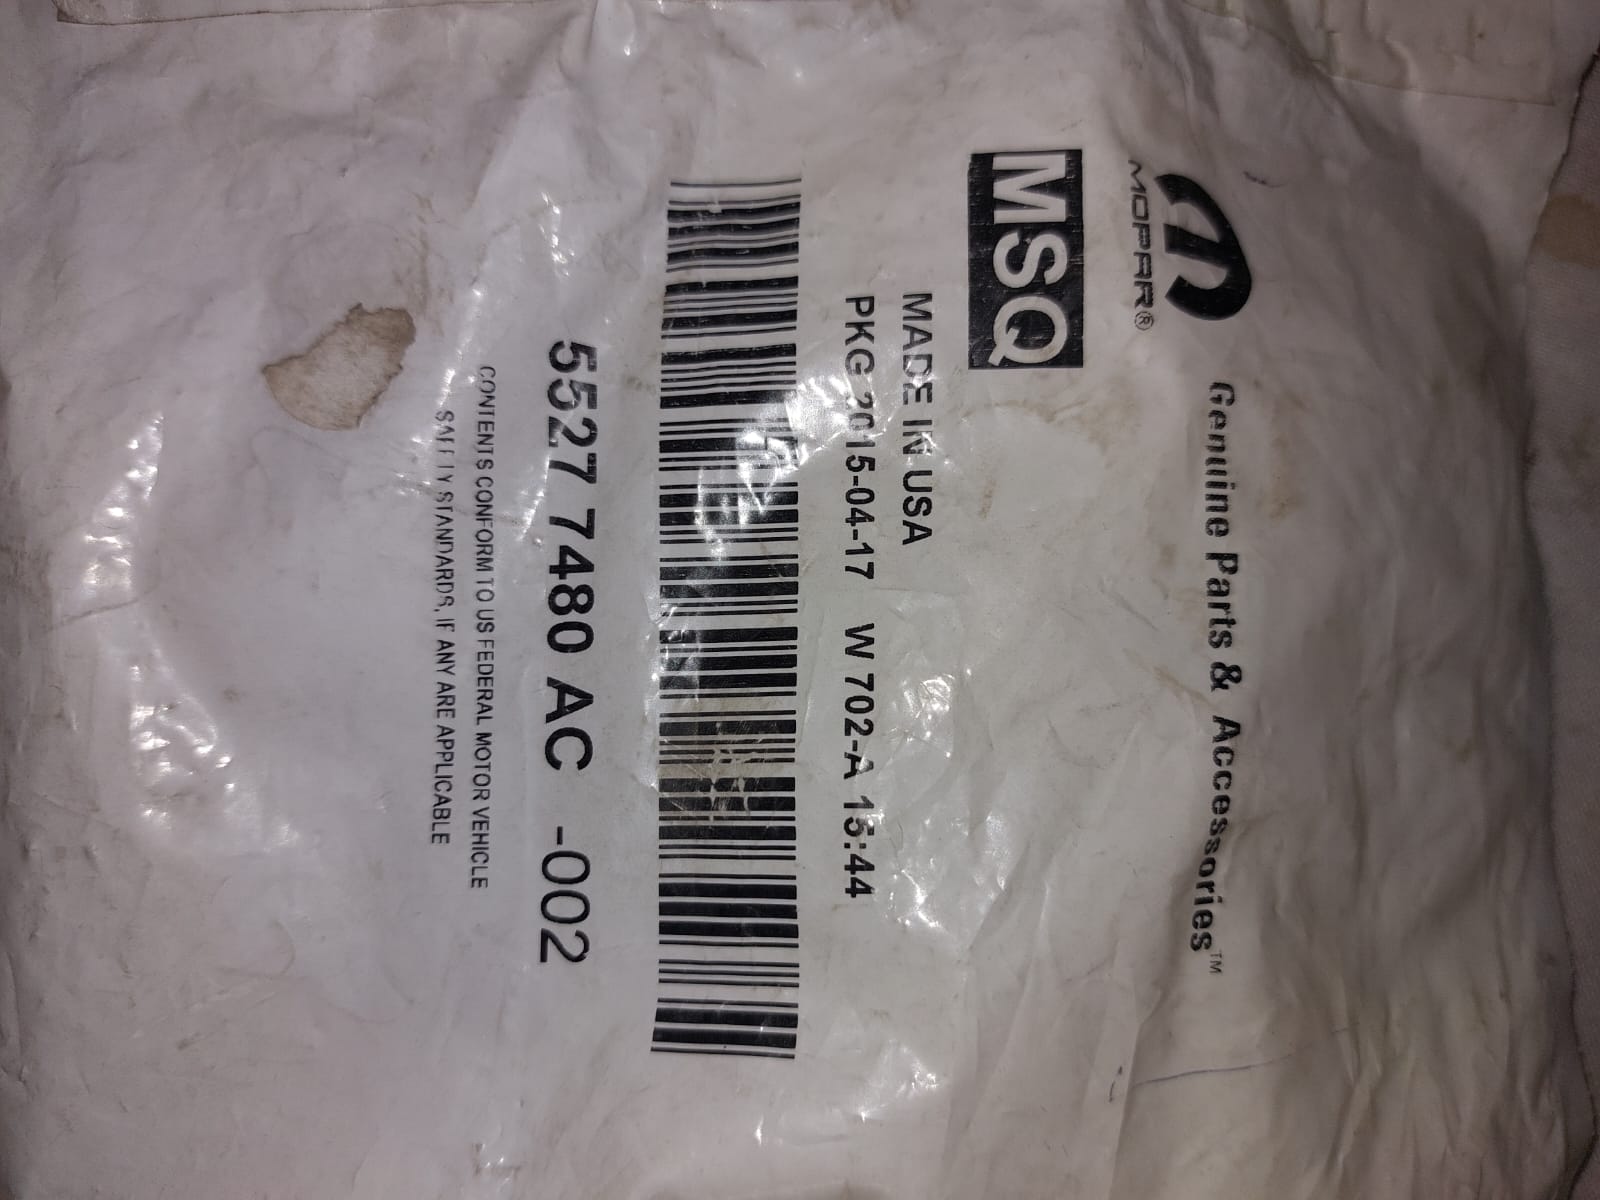 MOPAR®
Genuine Parts & Accessories™
MSQ
MADE IN USA
PKG 2015-04-17 W 702-A 15:44
5527 7480 AC -002
CONTENTS CONFORM TO US FEDERAL MOTOR VEHICLE
SAFETY STANDARDS, IF ANY ARE APPLICABLE